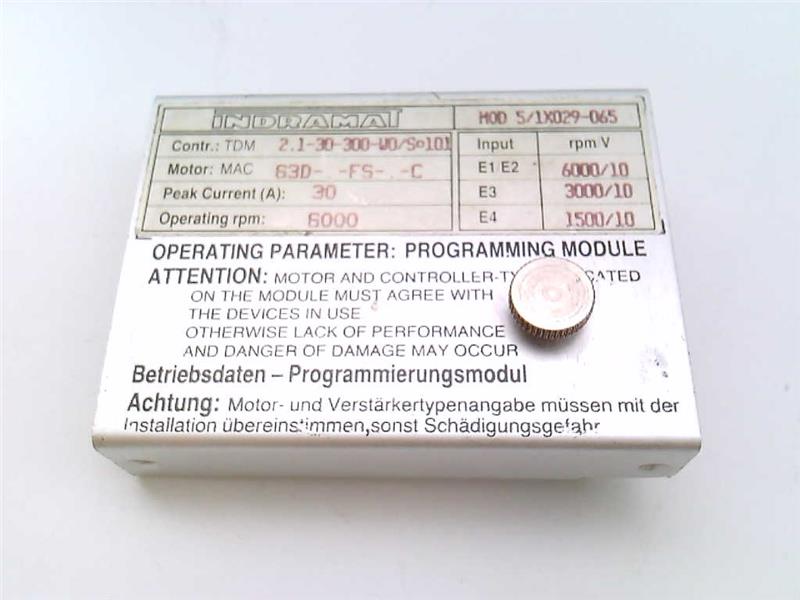 INDRAMAT MOD 5/1X029-065
Contr.: TDM 2.1-30-300-W0/S 101 Input rpm V
Motor: MAC 63D- .-FS- .-C E1 E2 6000/10
Peak Current (A): 30 E3 3000/10
Operating rpm: 6000 E4 1500/10
OPERATING PARAMETER: PROGRAMMING MODULE
ATTENTION: MOTOR AND CONTROLLER-TY CATED
ON THE MODULE MUST AGREE WITH
THE DEVICES IN USE
OTHERWISE LACK OF PERFORMANCE
AND DANGER OF DAMAGE MAY OCCUR
Betriebsdaten – Programmierungsmodul
Achtung: Motor- und Verstärkertypenangabe müssen mit der
Installation übereinstimmen,sonst Schädigungsgefahr